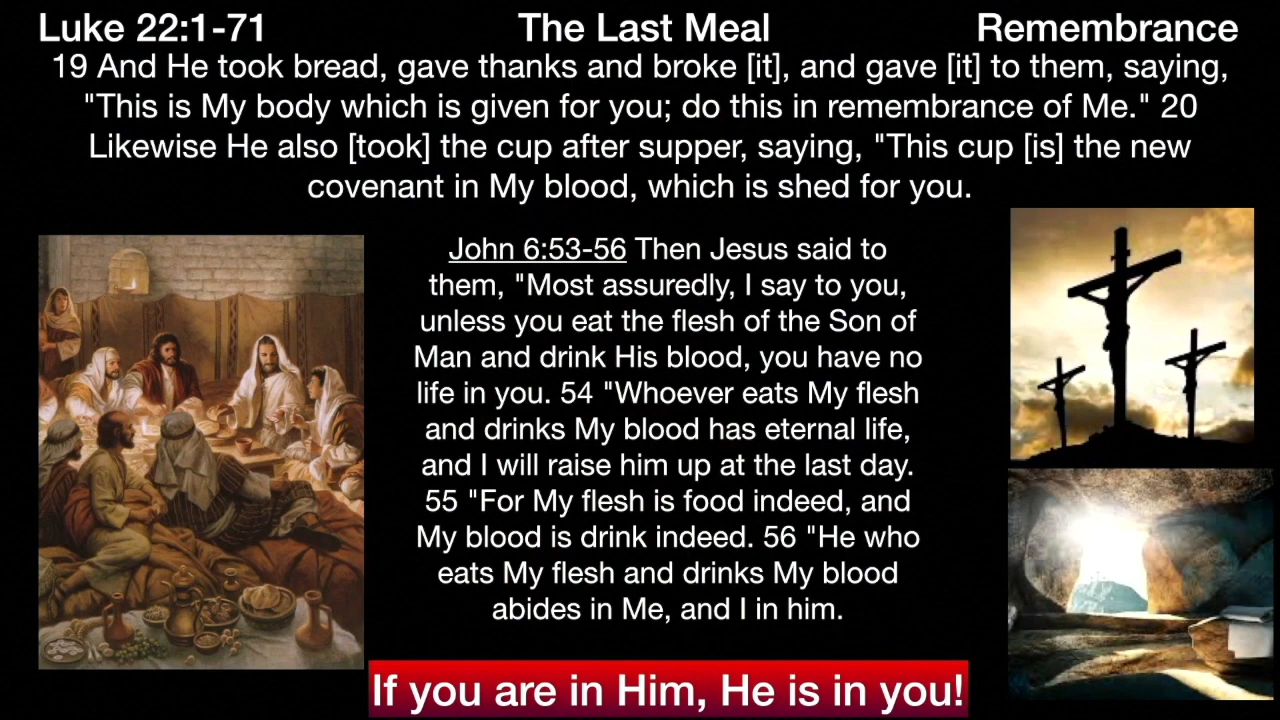 Luke 22:1-71 The Last Meal Remembrance
19 And He took bread, gave thanks and broke [it], and gave [it] to them, saying,
"This is My body which is given for you; do this in remembrance of Me." 20
Likewise He also [took] the cup after supper, saying, "This cup [is] the new
covenant in My blood, which is shed for you.
John 6:53-56 Then Jesus said to
them, "Most assuredly, I say to you,
unless you eat the flesh of the Son of
Man and drink His blood, you have no
life in you. 54 "Whoever eats My flesh
and drinks My blood has eternal life,
and I will raise him up at the last day.
55 "For My flesh is food indeed, and
My blood is drink indeed. 56 "He who
eats My flesh and drinks My blood
abides in Me, and I in him.
If you are in Him, He is in you!